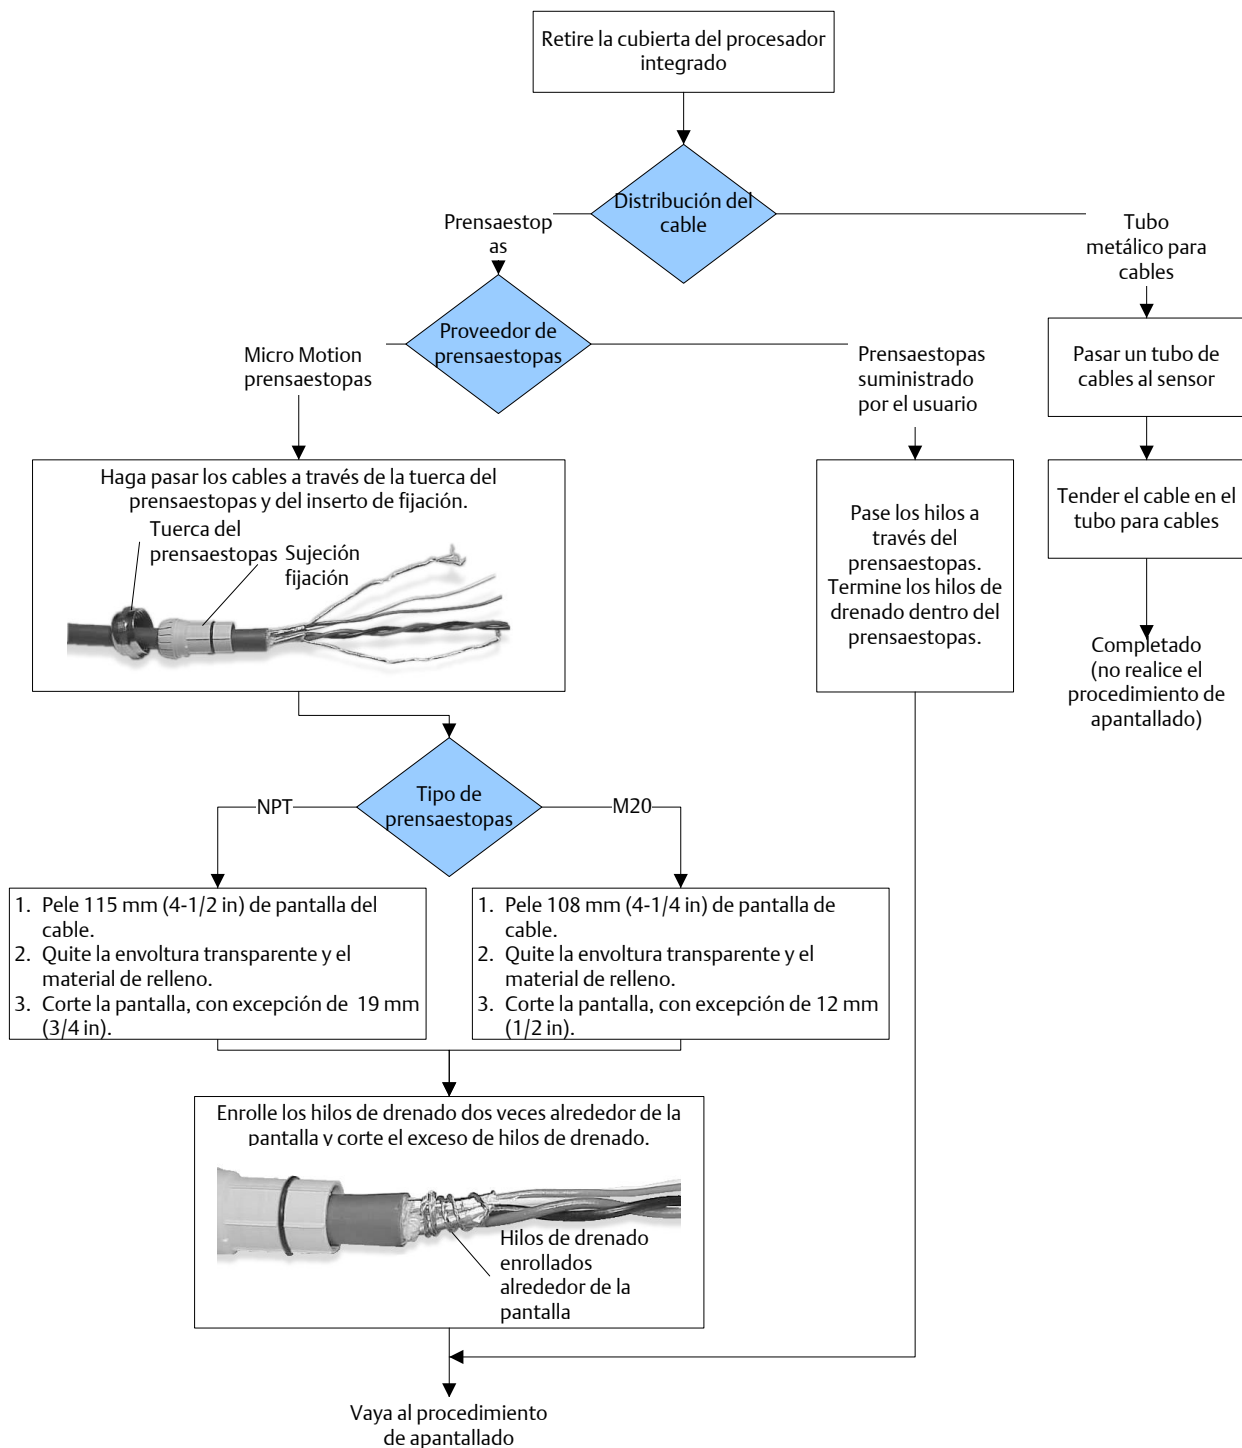 Retire la cubierta del procesador
integrado
Distribución del
cable
Prensaestop
as
Tubo
metálico para
cables
Proveedor de
prensaestopas
Micro Motion
prensaestopas
Prensaestopas
suministrado
por el usuario
Pasar un tubo de
cables al sensor
Haga pasar los cables a través de la tuerca del
prensaestopas y del inserto de fijación.
Tuerca del
prensaestopas
Sujeción
fijación
Pase los hilos a
través del
prensaestopas.
Termine los hilos de
drenado dentro del
prensaestopas.
Tender el cable en el
tubo para cables
Completado
(no realice el
procedimiento de
apantallado)
Tipo de
prensaestopas
NPT
M20
1. Pele 115 mm (4-1/2 in) de pantalla del
cable.
2. Quite la envoltura transparente y el
material de relleno.
3. Corte la pantalla, con excepción de 19 mm
(3/4 in).
1. Pele 108 mm (4-1/4 in) de pantalla de
cable.
2. Quite la envoltura transparente y el
material de relleno.
3. Corte la pantalla, con excepción de 12 mm
(1/2 in).
Enrolle los hilos de drenado dos veces alrededor de la
pantalla y corte el exceso de hilos de drenado.
Hilos de drenado
enrollados
alrededor de la
pantalla
Vaya al procedimiento
de apantallado